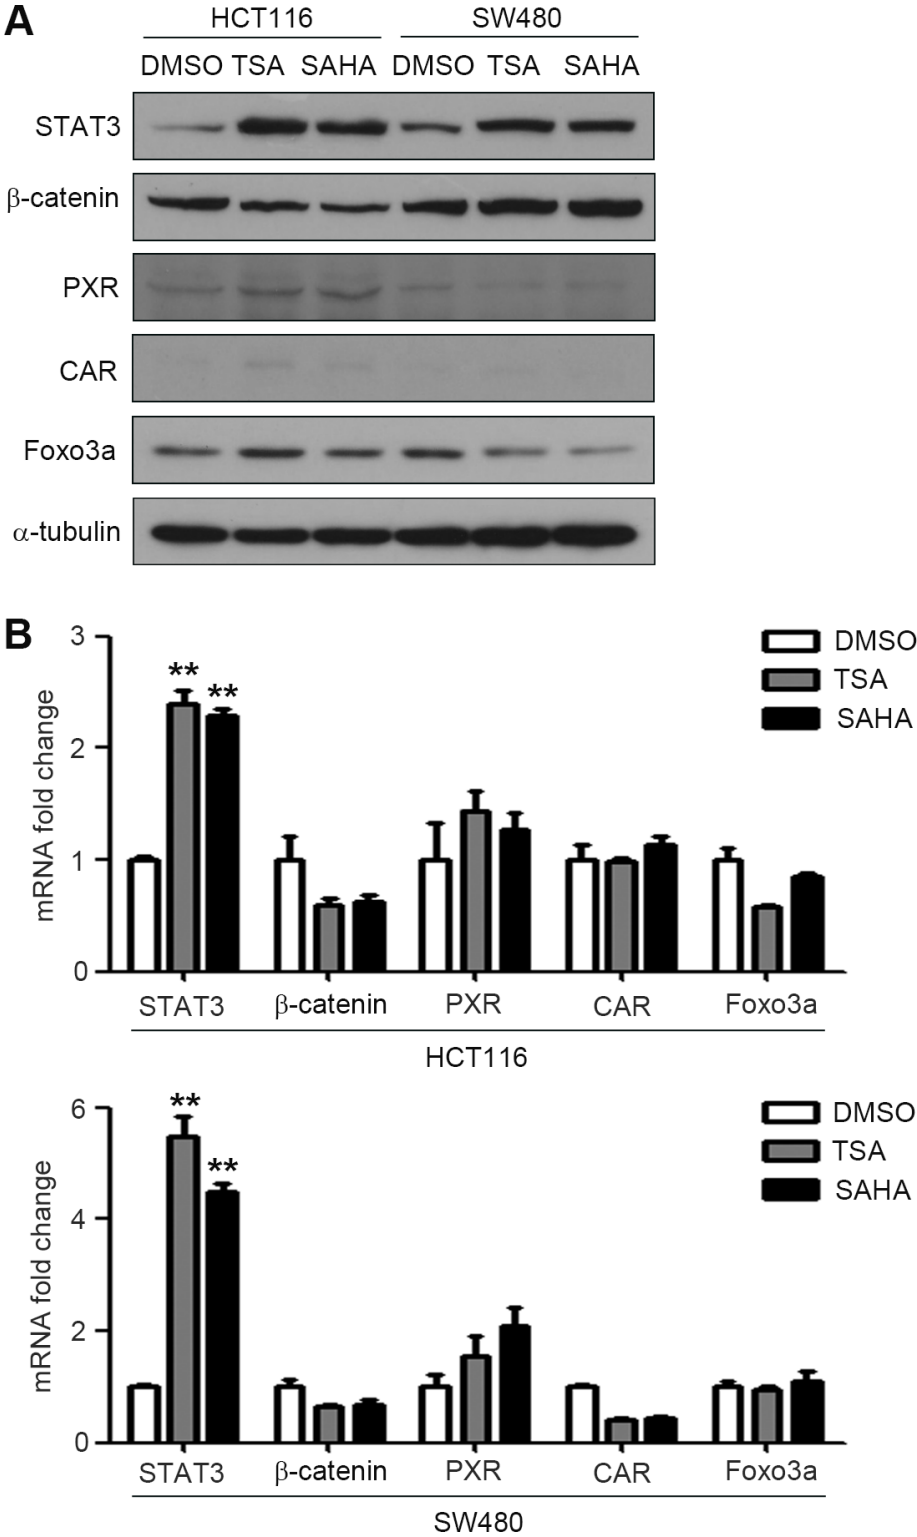 A
HCT116 SW480
DMSO TSA SAHA DMSO TSA SAHA
STAT3
β-catenin
PXR
CAR
Foxo3a
α-tubulin
B
mRNA fold change
3
2
1
0
** **
DMSO
TSA
SAHA
STAT3 β-catenin PXR CAR Foxo3a
HCT116
mRNA fold change
6
4
2
0
** **
DMSO
TSA
SAHA
STAT3 β-catenin PXR CAR Foxo3a
SW480